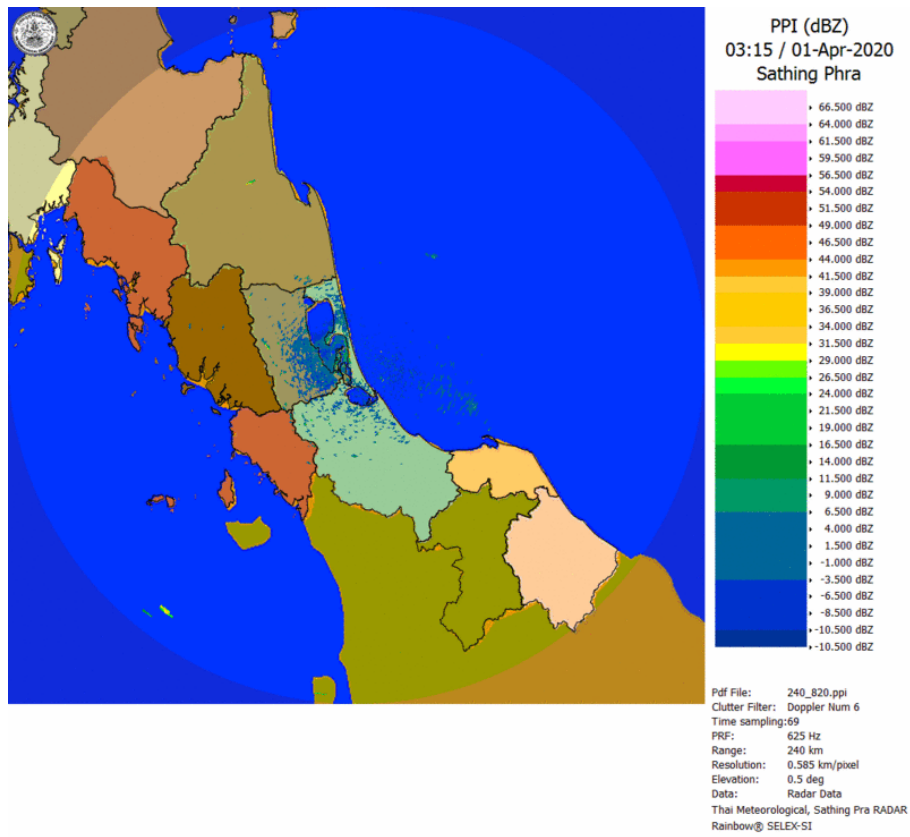 PPI (dBZ)
03:15 / 01-Apr-2020
Sathing Phra
66.500 dBZ
64.000 dBZ
61.500 dBZ
59.500 dBZ
56.500 dBZ
54.000 dBZ
51.500 dBZ
49.000 dBZ
46.500 dBZ
44.000 dBZ
41.500 dBZ
39.000 dBZ
36.500 dBZ
34.000 dBZ
31.500 dBZ
29.000 dBZ
26.500 dBZ
24.000 dBZ
21.500 dBZ
19.000 dBZ
16.500 dBZ
14.000 dBZ
11.500 dBZ
9.000 dBZ
6.500 dBZ
4.000 dBZ
1.500 dBZ
-1.000 dBZ
-3.500 dBZ
-6.500 dBZ
-8.500 dBZ
-10.500 dBZ
-10.500 dBZ
Pdf File: 240_820.ppi
Clutter Filter: Doppler Num 6
Time sampling:69
PRF: 625 Hz
Range: 240 km
Resolution: 0.585 km/pixel
Elevation: 0.5 deg
Data: Radar Data
Thai Meteorological, Sathing Pra RADAR
Rainbow® SELEX-SI